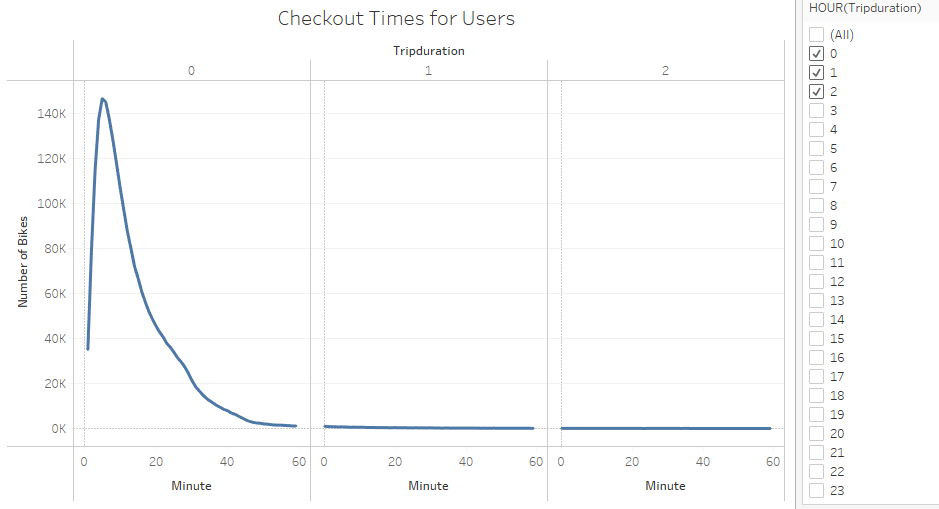 Checkout Times for Users
Tripduration
0 1 2
140K
120K
100K
80K
60K
40K
20K
0K
Number of Bikes
0 20 40 60 0 20 40 60 0 20 40 60
Minute Minute Minute
HOUR(Tripduration)
(All)
0
1
2
3
4
5
6
7
8
9
10
11
12
13
14
15
16
17
18
19
20
21
22
23